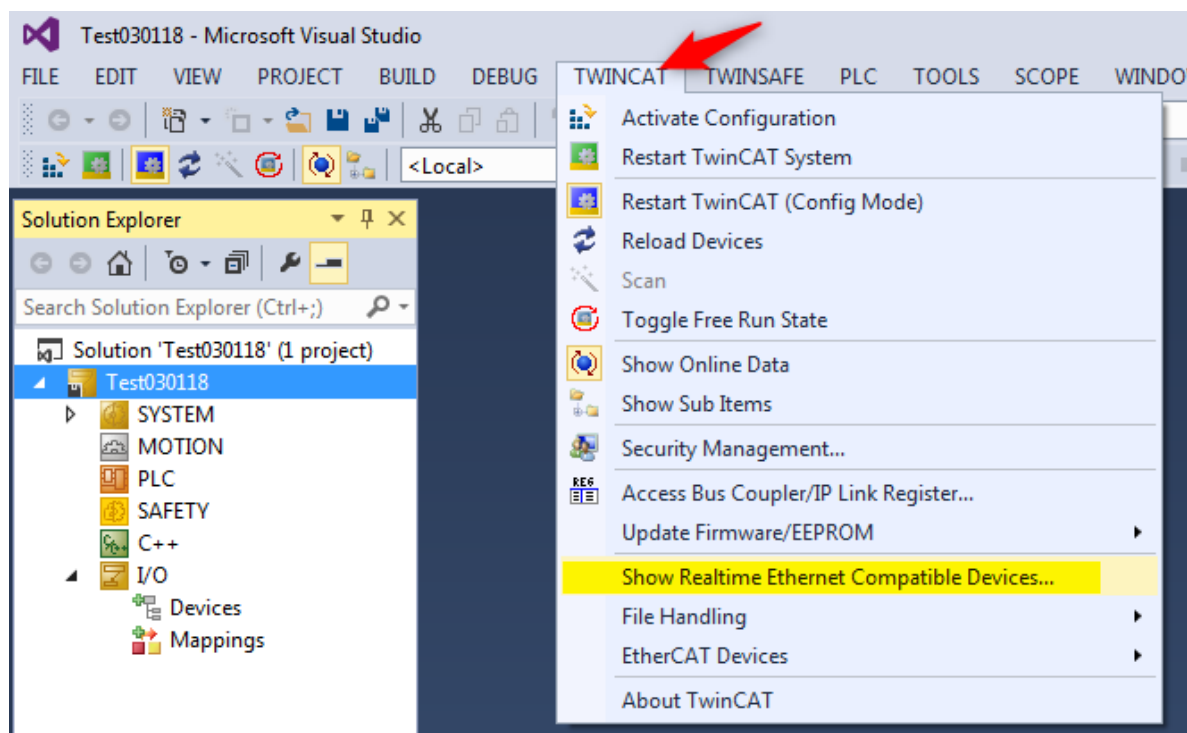 Test030118 - Microsoft Visual Studio
FILE EDIT VIEW PROJECT BUILD DEBUG TWINCAT TWINSAFE PLC TOOLS SCOPE WINDO
<Local>
Solution Explorer
Search Solution Explorer (Ctrl+;)
Solution 'Test030118' (1 project)
Test030118
SYSTEM
MOTION
PLC
SAFETY
C++
I/O
Devices
Mappings
Activate Configuration
Restart TwinCAT System
Restart TwinCAT (Config Mode)
Reload Devices
Scan
Toggle Free Run State
Show Online Data
Show Sub Items
Security Management...
REG
Access Bus Coupler/IP Link Register...
Update Firmware/EEPROM
Show Realtime Ethernet Compatible Devices...
File Handling
EtherCAT Devices
About TwinCAT